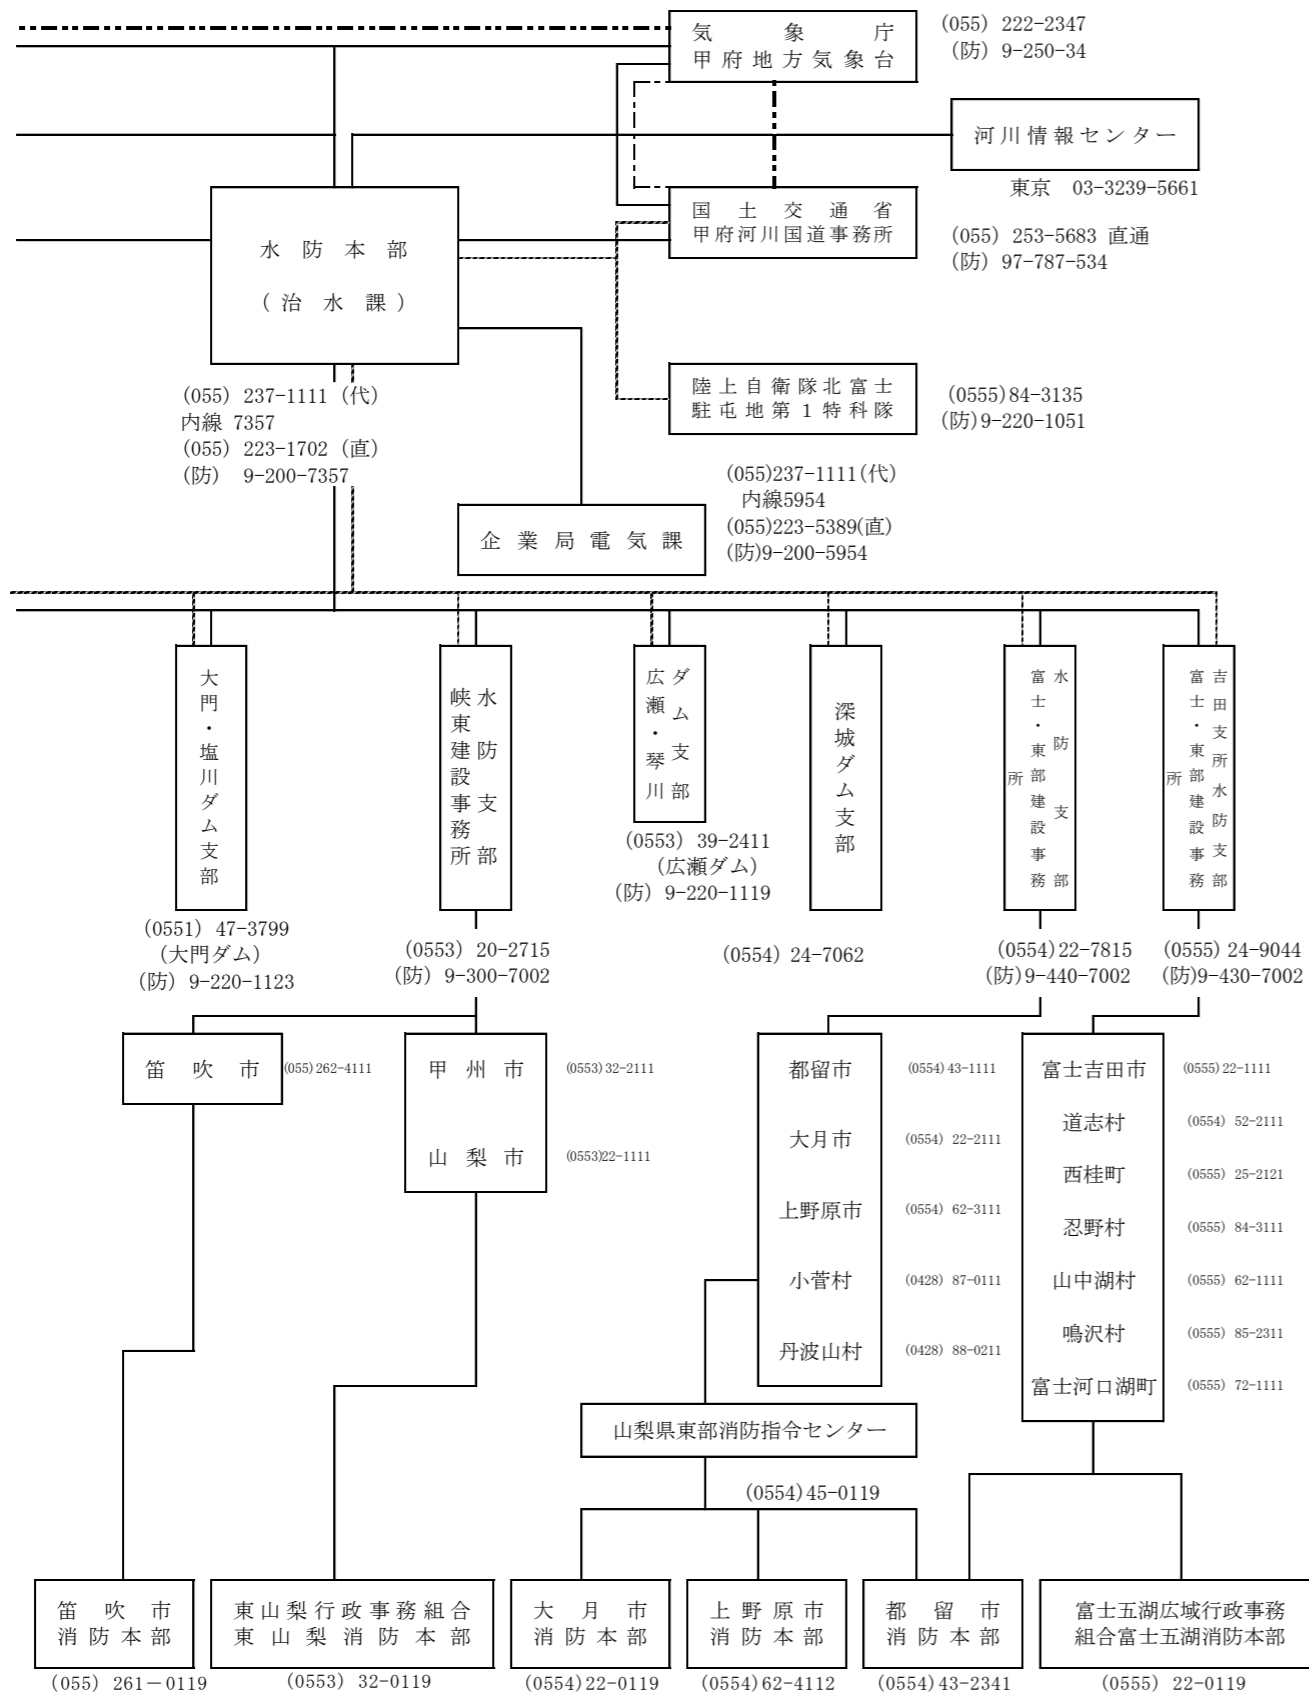 気象庁
甲府地方気象台
(055) 222-2347
(防) 9-250-34
河川情報センター
東京 03-3239-5661
国土交通省
甲府河川国道事務所
(055) 253-5683 直通
(防) 97-787-534
水防本部
(治水課)
(055) 237-1111 (代)
内線 7357
(055) 223-1702 (直)
(防) 9-200-7357
陸上自衛隊北富士
駐屯地第1特科隊
(0555)84-3135
(防)9-220-1051
企業局電気課
(055)237-1111(代)
内線5954
(055)223-5389(直)
(防)9-200-5954
大門・塩川ダム支部
(0551) 47-3799
(大門ダム)
(防) 9-220-1123
峡東建設事務所
水防支部
(0553) 20-2715
(防) 9-300-7002
広瀬・琴川
ダム支部
(0553) 39-2411
(広瀬ダム)
(防) 9-220-1119
深城ダム支部
(0554) 24-7062
富士・東部建設事務
所
水防支部
(0554)22-7815
(防)9-440-7002
富士・東部建設事務
所
吉田支所水防支部
(0555) 24-9044
(防)9-430-7002
笛吹市
(055)262-4111
甲州市
(0553)32-2111
山梨市
(0553)22-1111
都留市
(0554)43-1111
大月市
(0554) 22-2111
上野原市
(0554) 62-3111
小菅村
(0428) 87-0111
丹波山村
(0428) 88-0211
富士吉田市
(0555)22-1111
道志村
(0554) 52-2111
西桂町
(0555) 25-2121
忍野村
(0555) 84-3111
山中湖村
(0555) 62-1111
鳴沢村
(0555) 85-2311
富士河口湖町
(0555) 72-1111
山梨県東部消防指令センター
(0554)45-0119
笛吹市
消防本部
(055) 261－0119
東山梨行政事務組合
東山梨消防本部
(0553) 32-0119
大月市
消防本部
(0554)22-0119
上野原市
消防本部
(0554)62-4112
都留市
消防本部
(0554)43-2341
富士五湖広域行政事務
組合富士五湖消防本部
(0555) 22-0119